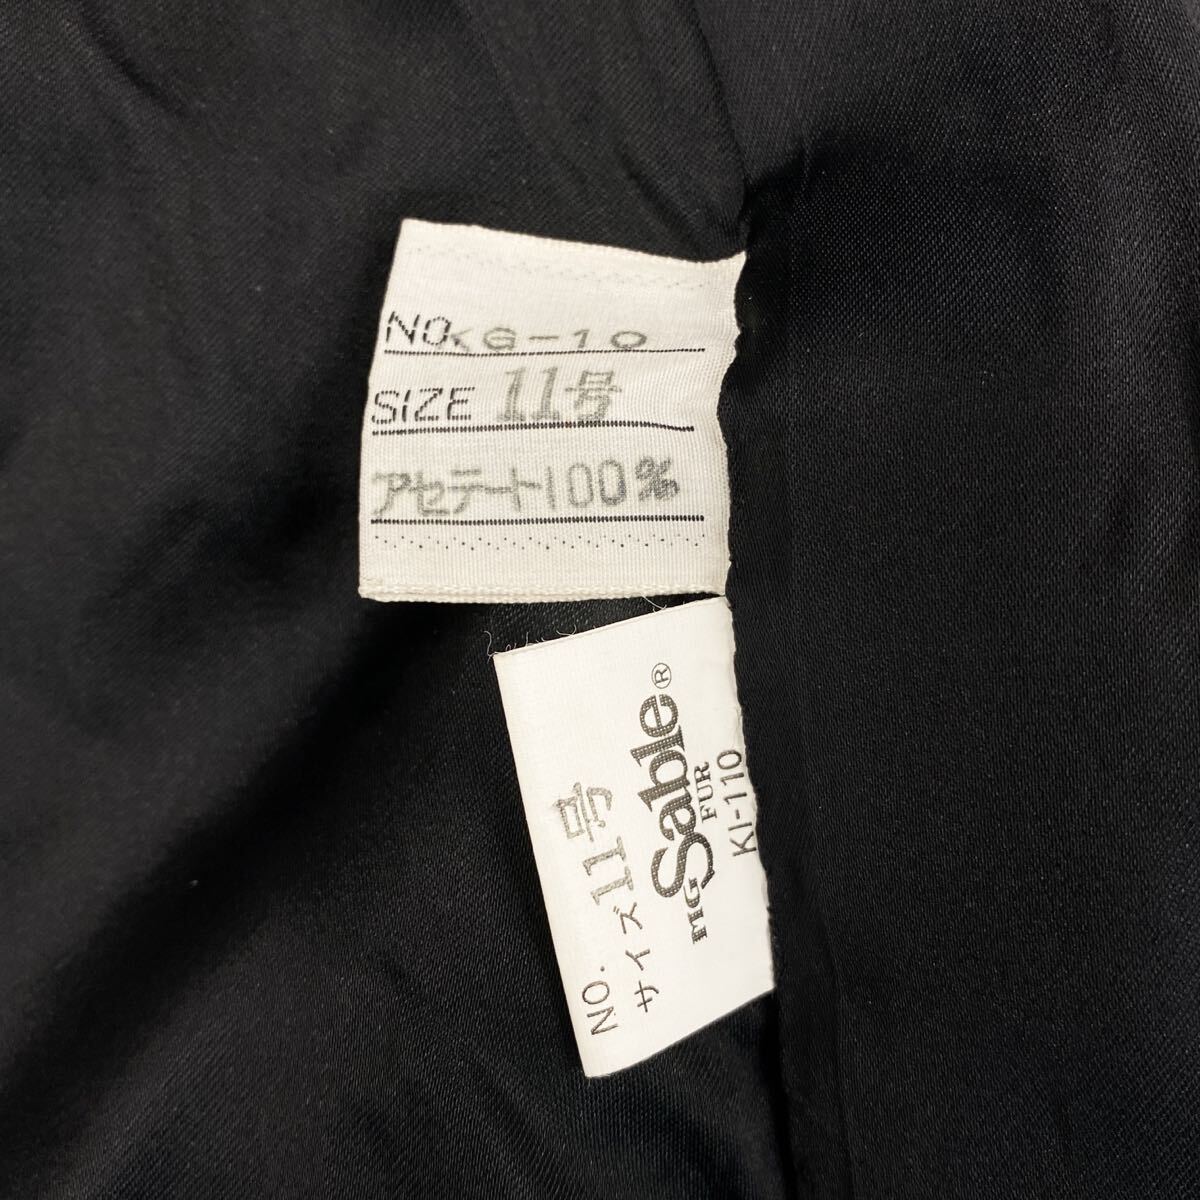 NO. KG-10
SIZE 11号
アセテート100%
mG Sable®
FUR
KI-110
サイズ 11号
NO.